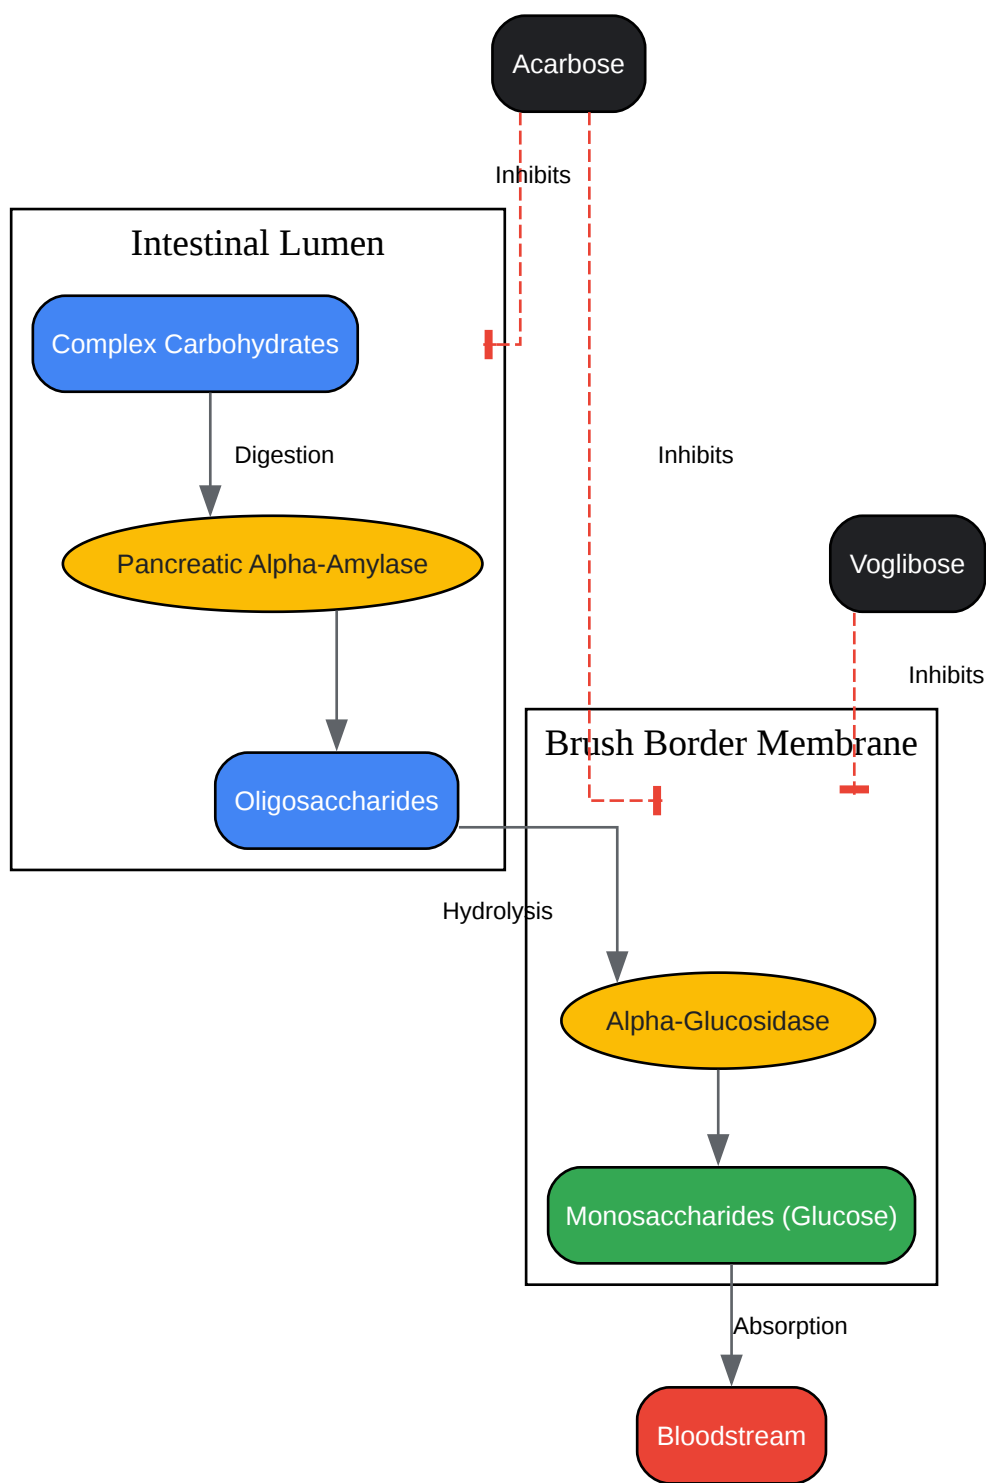 Acarbose
Inhibits
Intestinal Lumen
Complex Carbohydrates
Digestion
Inhibits
Pancreatic Alpha-Amylase
Voglibose
Inhibits
Brush Border Membrane
Oligosaccharides
Hydrolysis
Alpha-Glucosidase
Monosaccharides (Glucose)
Absorption
Bloodstream